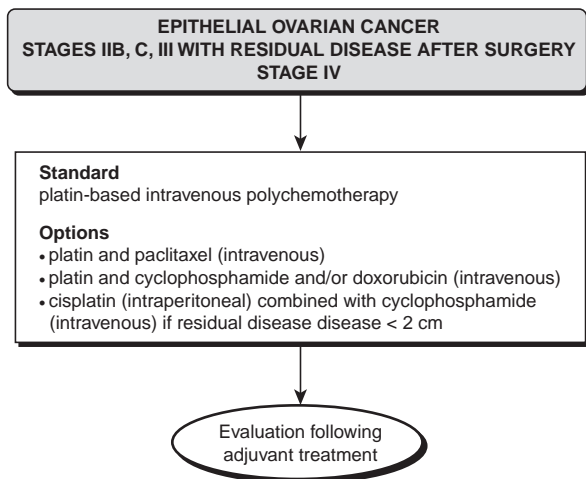 EPITHELIAL OVARIAN CANCER
STAGES IIB, C, III WITH RESIDUAL DISEASE AFTER SURGERY
STAGE IV
Standard
platin-based intravenous polychemotherapy
Options
• platin and paclitaxel (intravenous)
• platin and cyclophosphamide and/or doxorubicin (intravenous)
• cisplatin (intraperitoneal) combined with cyclophosphamide
(intravenous) if residual disease disease < 2 cm
Evaluation following
adjuvant treatment